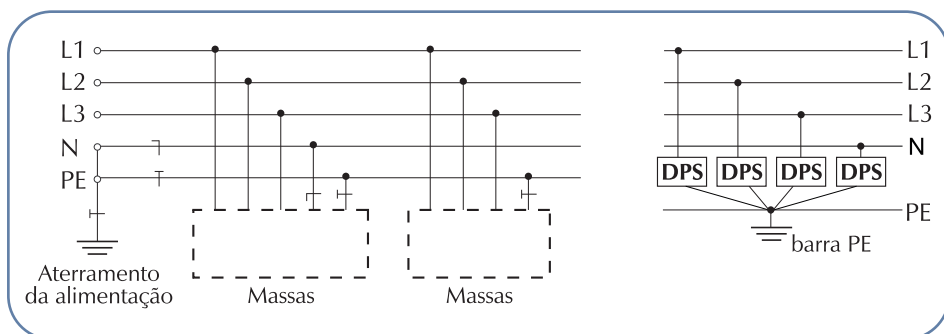 L1
L2
L3
N
PE
Aterramento
da alimentação
Massas
Massas
L1
L2
L3
N
DPS DPS DPS DPS
PE
barra PE